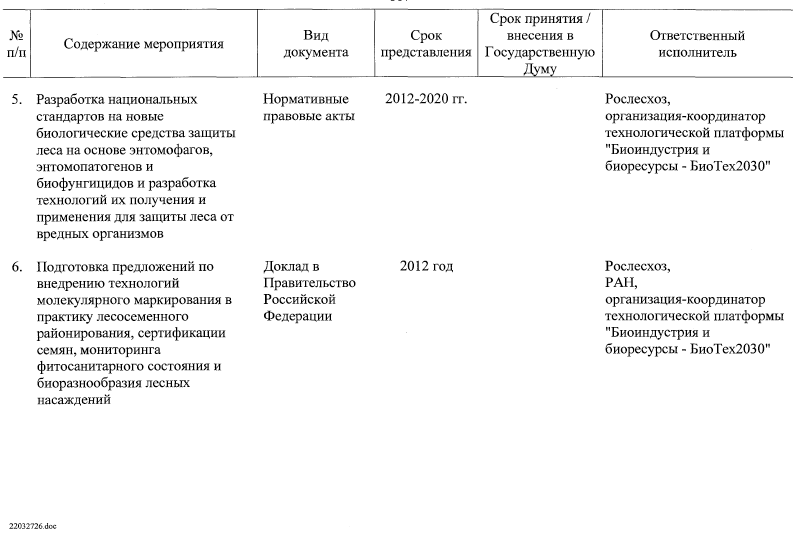 №
п/п
Содержание мероприятия
Вид
документа
Срок
представления
Срок принятия /
внесения в
Государственную
Думу
Ответственный
исполнитель
5.
Разработка национальных
стандартов на новые
биологические средства защиты
леса на основе энтомофагов,
энтомопатогенов и
биофунгицидов и разработка
технологий их получения и
применения для защиты леса от
вредных организмов
Нормативные
правовые акты
2012-2020 гг.
Рослесхоз,
организация-координатор
технологической платформы
"Биоиндустрия и
биоресурсы - БиоТех2030"
6.
Подготовка предложений по
внедрению технологий
молекулярного маркирования в
практику лесосеменного
районирования, сертификации
семян, мониторинга
фитосанитарного состояния и
биоразнообразия лесных
насаждений
Доклад в
Правительство
Российской
Федерации
2012 год
Рослесхоз,
РАН,
организация-координатор
технологической платформы
"Биоиндустрия и
биоресурсы - БиоТех2030"
22032726.doc